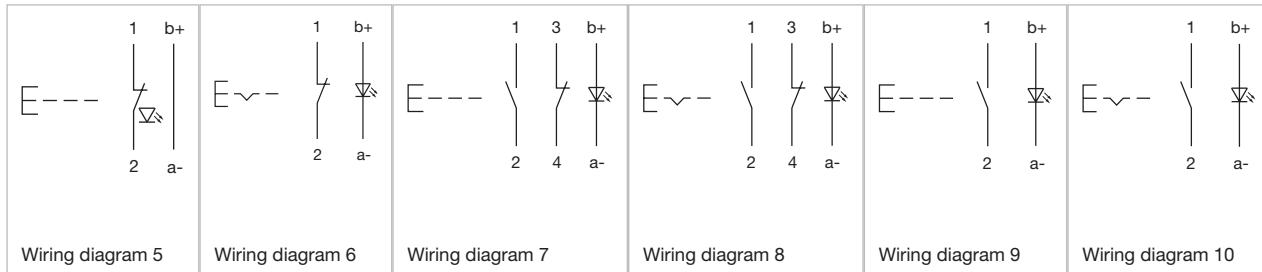 1 b+
2 a-
Wiring diagram 5
1 b+
2 a-
Wiring diagram 6
1 3 b+
2 4 a-
Wiring diagram 7
1 3 b+
2 4 a-
Wiring diagram 8
1 b+
2 a-
Wiring diagram 9
1 b+
2 a-
Wiring diagram 10